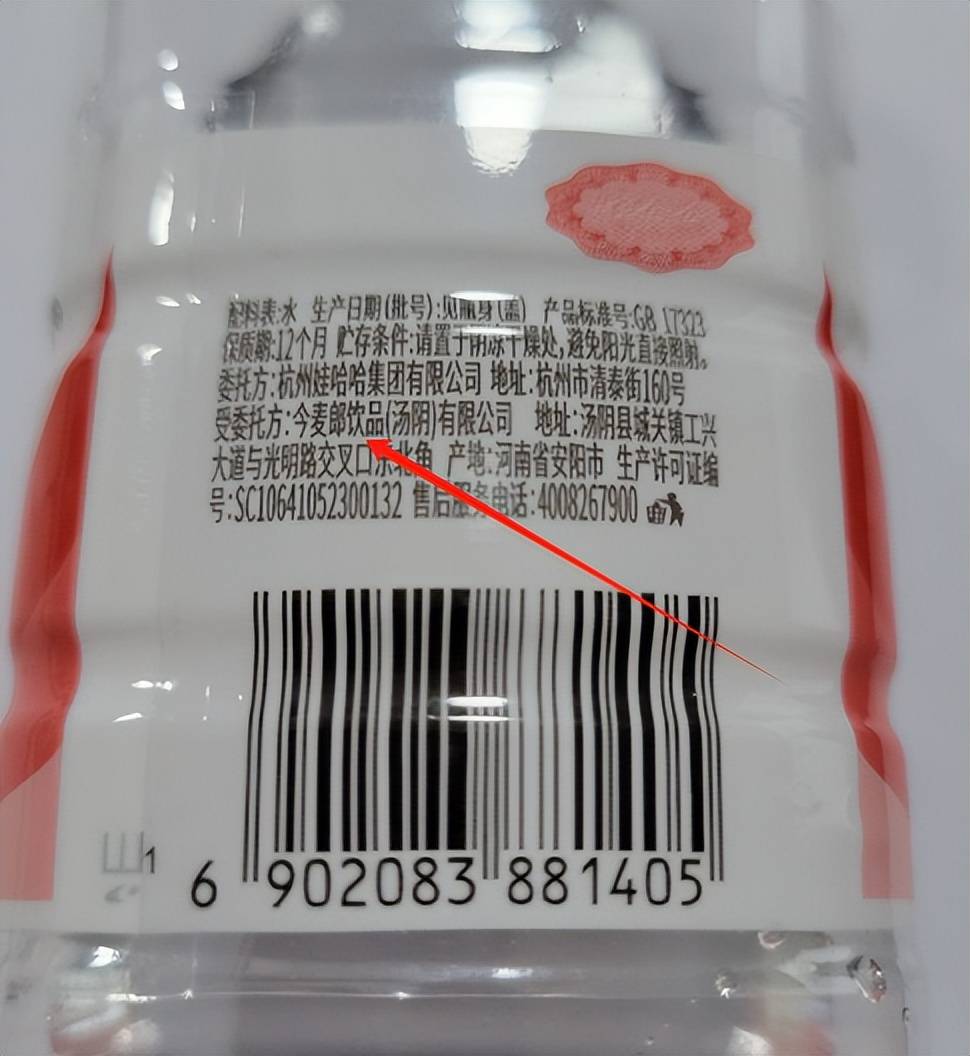 配料表:水 生产日期(批号):见瓶身(盖) 产品标准号:GB 17323
保质期:12个月 贮存条件:请置于阴凉干燥处,避免阳光直接照射。
委托方:杭州娃哈哈集团有限公司 地址:杭州市清泰街160号
受委托方:今麦郎饮品(汤阴)有限公司 地址:汤阴县城关镇工兴
大道与光明路交叉口东北角 产地:河南省安阳市 生产许可证编
号:SC10641052300132 售后服务电话:4008267900
1
6 902083 881405